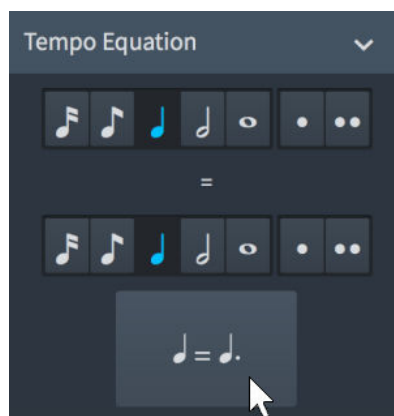 Tempo Equation
=
=